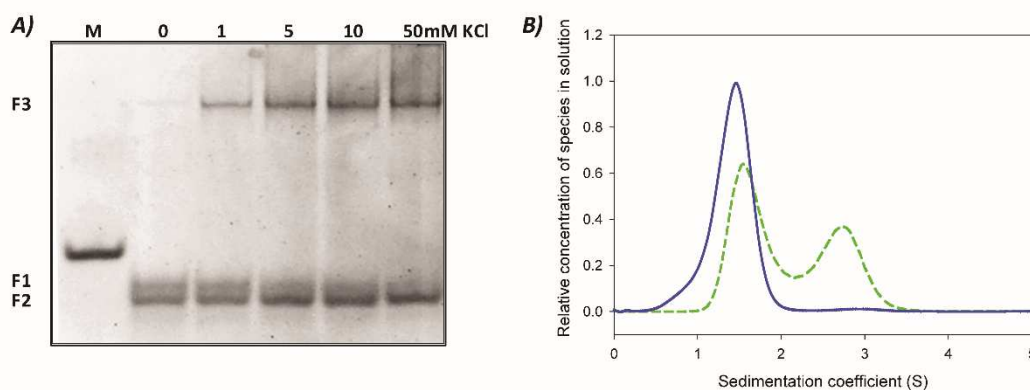 A)
M 0 1 5 10 50mM KCl
F3
F1
F2
B)
Relative concentration of species in solution
1.2
1.0
0.8
0.6
0.4
0.2
0.0
0 1 2 3 4 5
Sedimentation coefficient (S)